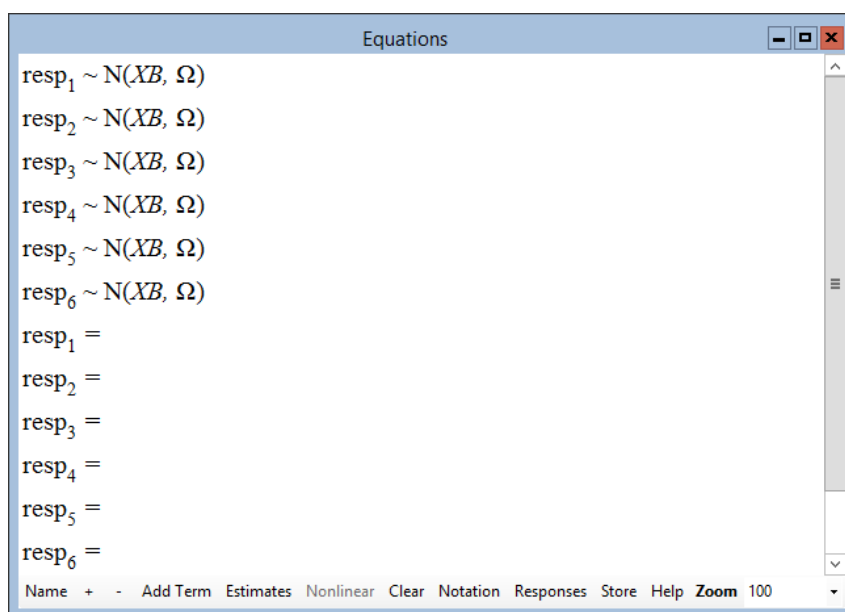 Equations
resp₁ ~ N(XB, Ω)
resp₂ ~ N(XB, Ω)
resp₃ ~ N(XB, Ω)
resp₄ ~ N(XB, Ω)
resp₅ ~ N(XB, Ω)
resp₆ ~ N(XB, Ω)
resp₁ =
resp₂ =
resp₃ =
resp₄ =
resp₅ =
resp₆ =
Name + - Add Term Estimates Nonlinear Clear Notation Responses Store Help Zoom 100